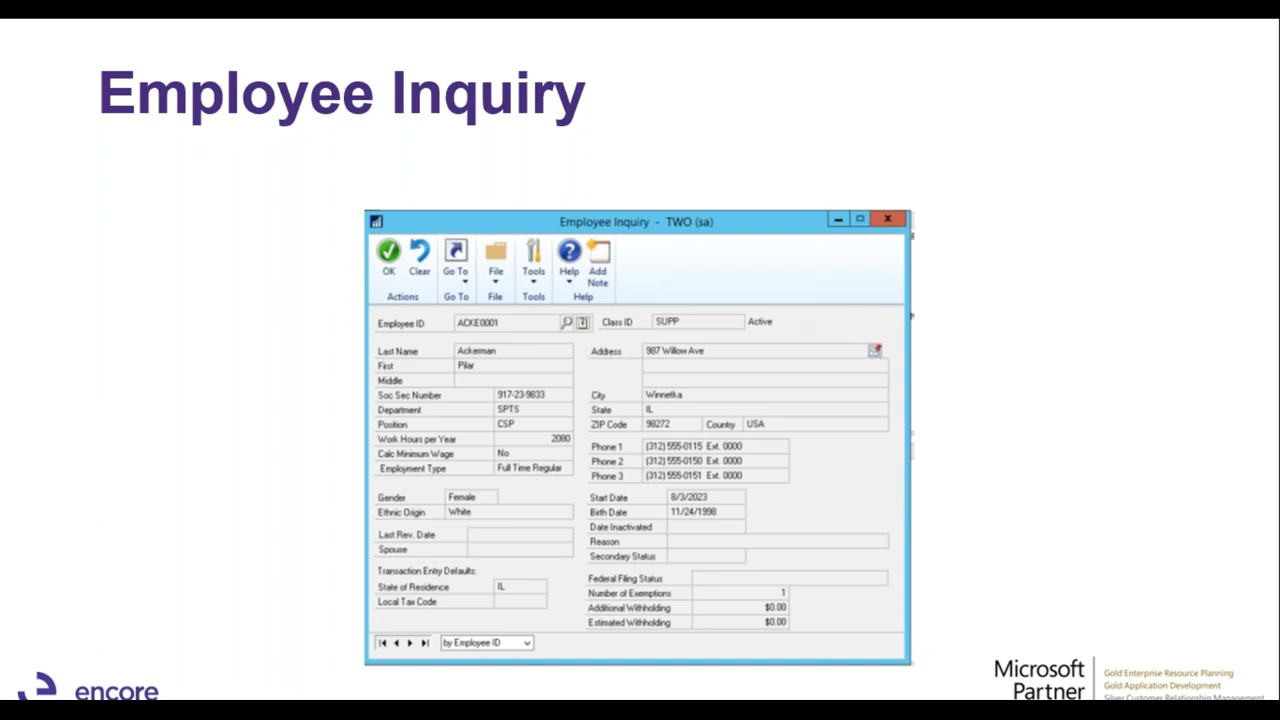 Employee Inquiry
Employee Inquiry - TWO (sa)
OK Clear Go To File Tools Help Add Note
Actions Go To File Tools Help
Employee ID ACKE0001 Class ID SUPP Active
Last Name Ackerman
First Pilar
Middle
Soc Sec Number 917-23-9833
Department SPTS
Position CSP
Work Hours per Year 2080
Calc Minimum Wage No
Employment Type Full Time Regular
Address 987 Willow Ave
City Winnetka
State IL
ZIP Code 98272 Country USA
Phone 1 (312) 555-0115 Ext. 0000
Phone 2 (312) 555-0150 Ext. 0000
Phone 3 (312) 555-0151 Ext. 0000
Gender Female
Ethnic Origin White
Last Rev. Date
Spouse
Transaction Entry Defaults:
State of Residence IL
Local Tax Code
Start Date 8/3/2023
Birth Date 11/24/1998
Date Inactivated
Reason
Secondary Status
Federal Filing Status
Number of Exemptions 1
Additional Withholding $0.00
Estimated Withholding $0.00
by Employee ID
encore
Microsoft Partner
Gold Enterprise Resource Planning
Gold Application Development
Silver Customer Relationship Management